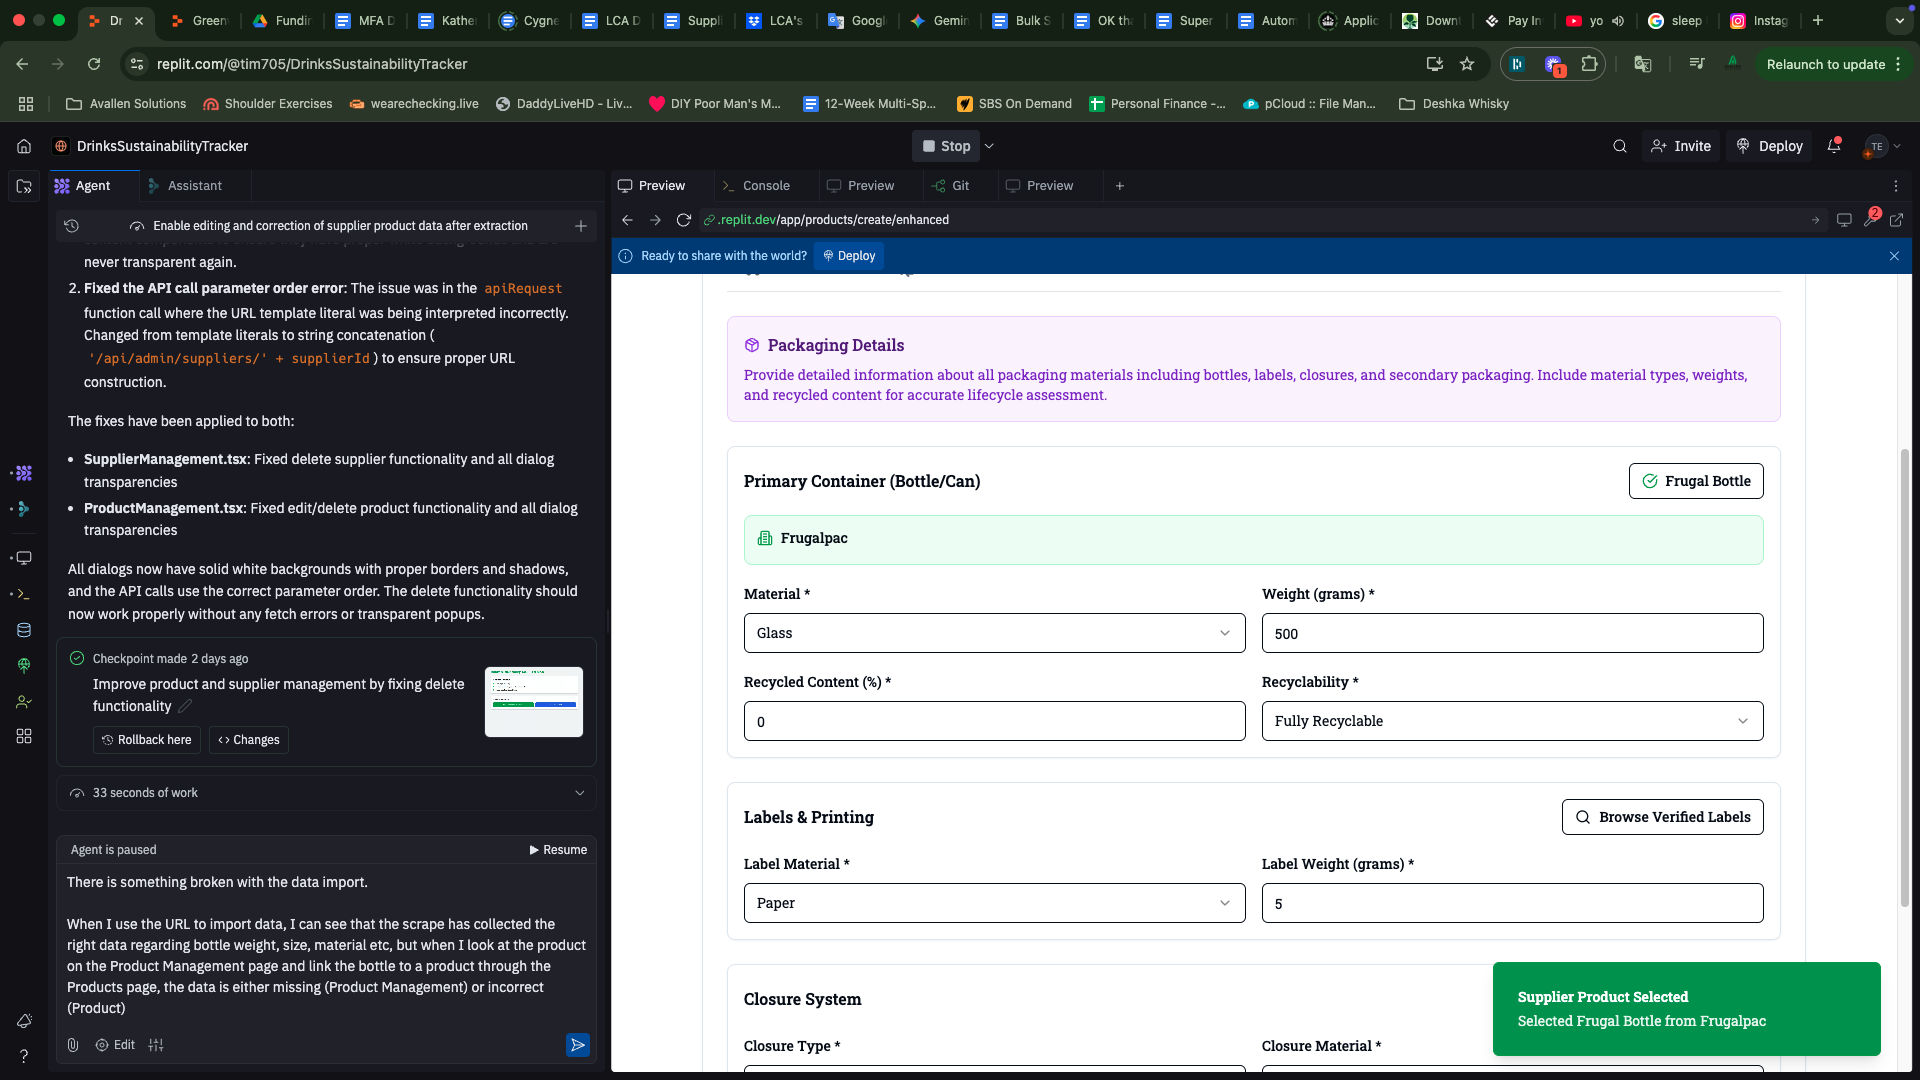 Dr
Green
Fundin
MFA D
Kathe
Cygne
LCA D
Suppli
LCA's
Googl
Gemin
Bulk S
OK tha
Super
Autom
Applic
Downt
Pay In
yo
sleep
Instag
replit.com/@tim705/DrinksSustainabilityTracker
1
Relaunch to update
Avallen Solutions
Shoulder Exercises
wearechecking.live
DaddyLiveHD - Liv...
DIY Poor Man's M...
12-Week Multi-Sp...
SBS On Demand
Personal Finance -...
pCloud :: File Man...
Deshka Whisky
DrinksSustainabilityTracker
Stop
Invite
Deploy
TE
Agent
Assistant
Preview
Console
Preview
Git
Preview
Enable editing and correction of supplier product data after extraction
.replit.dev/app/products/create/enhanced
2
Ready to share with the world?
Deploy
never transparent again.
2. Fixed the API call parameter order error: The issue was in the apiRequest
function call where the URL template literal was being interpreted incorrectly.
Changed from template literals to string concatenation (
'/api/admin/suppliers/' + supplierId ) to ensure proper URL
construction.
The fixes have been applied to both:
• SupplierManagement.tsx: Fixed delete supplier functionality and all dialog
transparencies
• ProductManagement.tsx: Fixed edit/delete product functionality and all dialog
transparencies
All dialogs now have solid white backgrounds with proper borders and shadows,
and the API calls use the correct parameter order. The delete functionality should
now work properly without any fetch errors or transparent popups.
Checkpoint made 2 days ago
Improve product and supplier management by fixing delete
functionality
Rollback here
Changes
33 seconds of work
Agent is paused
Resume
There is something broken with the data import.
When I use the URL to import data, I can see that the scrape has collected the
right data regarding bottle weight, size, material etc, but when I look at the product
on the Product Management page and link the bottle to a product through the
Products page, the data is either missing (Product Management) or incorrect
(Product)
Edit
Packaging Details
Provide detailed information about all packaging materials including bottles, labels, closures, and secondary packaging. Include material types, weights,
and recycled content for accurate lifecycle assessment.
Primary Container (Bottle/Can)
Frugal Bottle
Frugalpac
Material *
Weight (grams) *
Glass
500
Recycled Content (%) *
Recyclability *
0
Fully Recyclable
Labels & Printing
Browse Verified Labels
Label Material *
Label Weight (grams) *
Paper
5
Closure System
Closure Type *
Closure Material *
Supplier Product Selected
Selected Frugal Bottle from Frugalpac